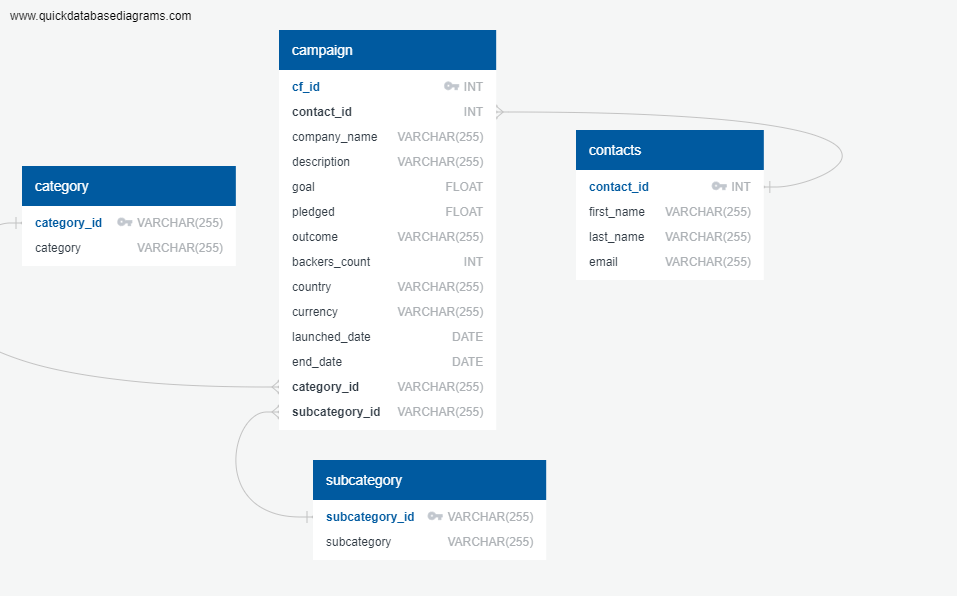 www.quickdatabasediagrams.com
campaign
cf_id INT
contact_id INT
company_name VARCHAR(255)
description VARCHAR(255)
goal FLOAT
pledged FLOAT
outcome VARCHAR(255)
backers_count INT
country VARCHAR(255)
currency VARCHAR(255)
launched_date DATE
end_date DATE
category_id VARCHAR(255)
subcategory_id VARCHAR(255)
contacts
contact_id INT
first_name VARCHAR(255)
last_name VARCHAR(255)
email VARCHAR(255)
category
category_id VARCHAR(255)
category VARCHAR(255)
subcategory
subcategory_id VARCHAR(255)
subcategory VARCHAR(255)